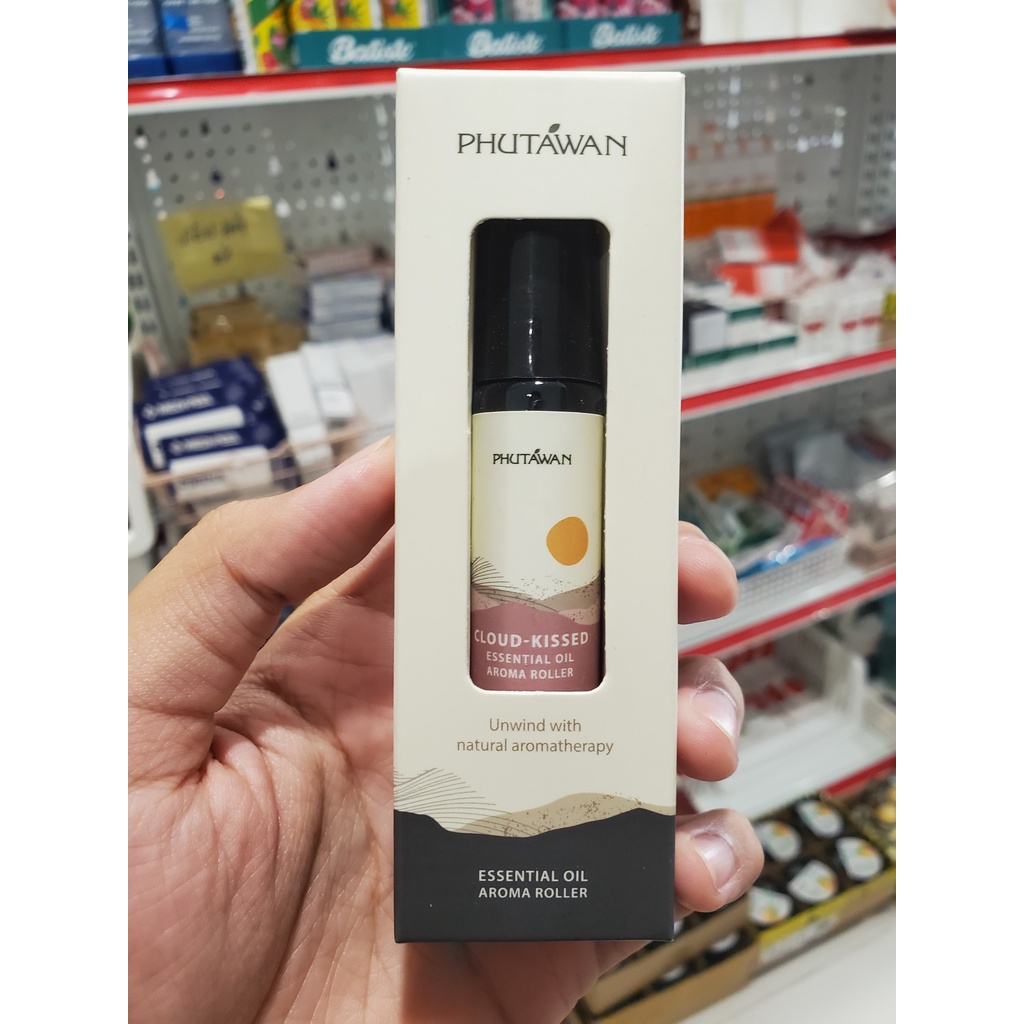 Batiste
Batiste
Batiste
PHUTAWAN
PHUTAWAN
CLOUD-KISSED
ESSENTIAL OIL
AROMA ROLLER
Unwind with
natural aromatherapy
ESSENTIAL OIL
AROMA ROLLER